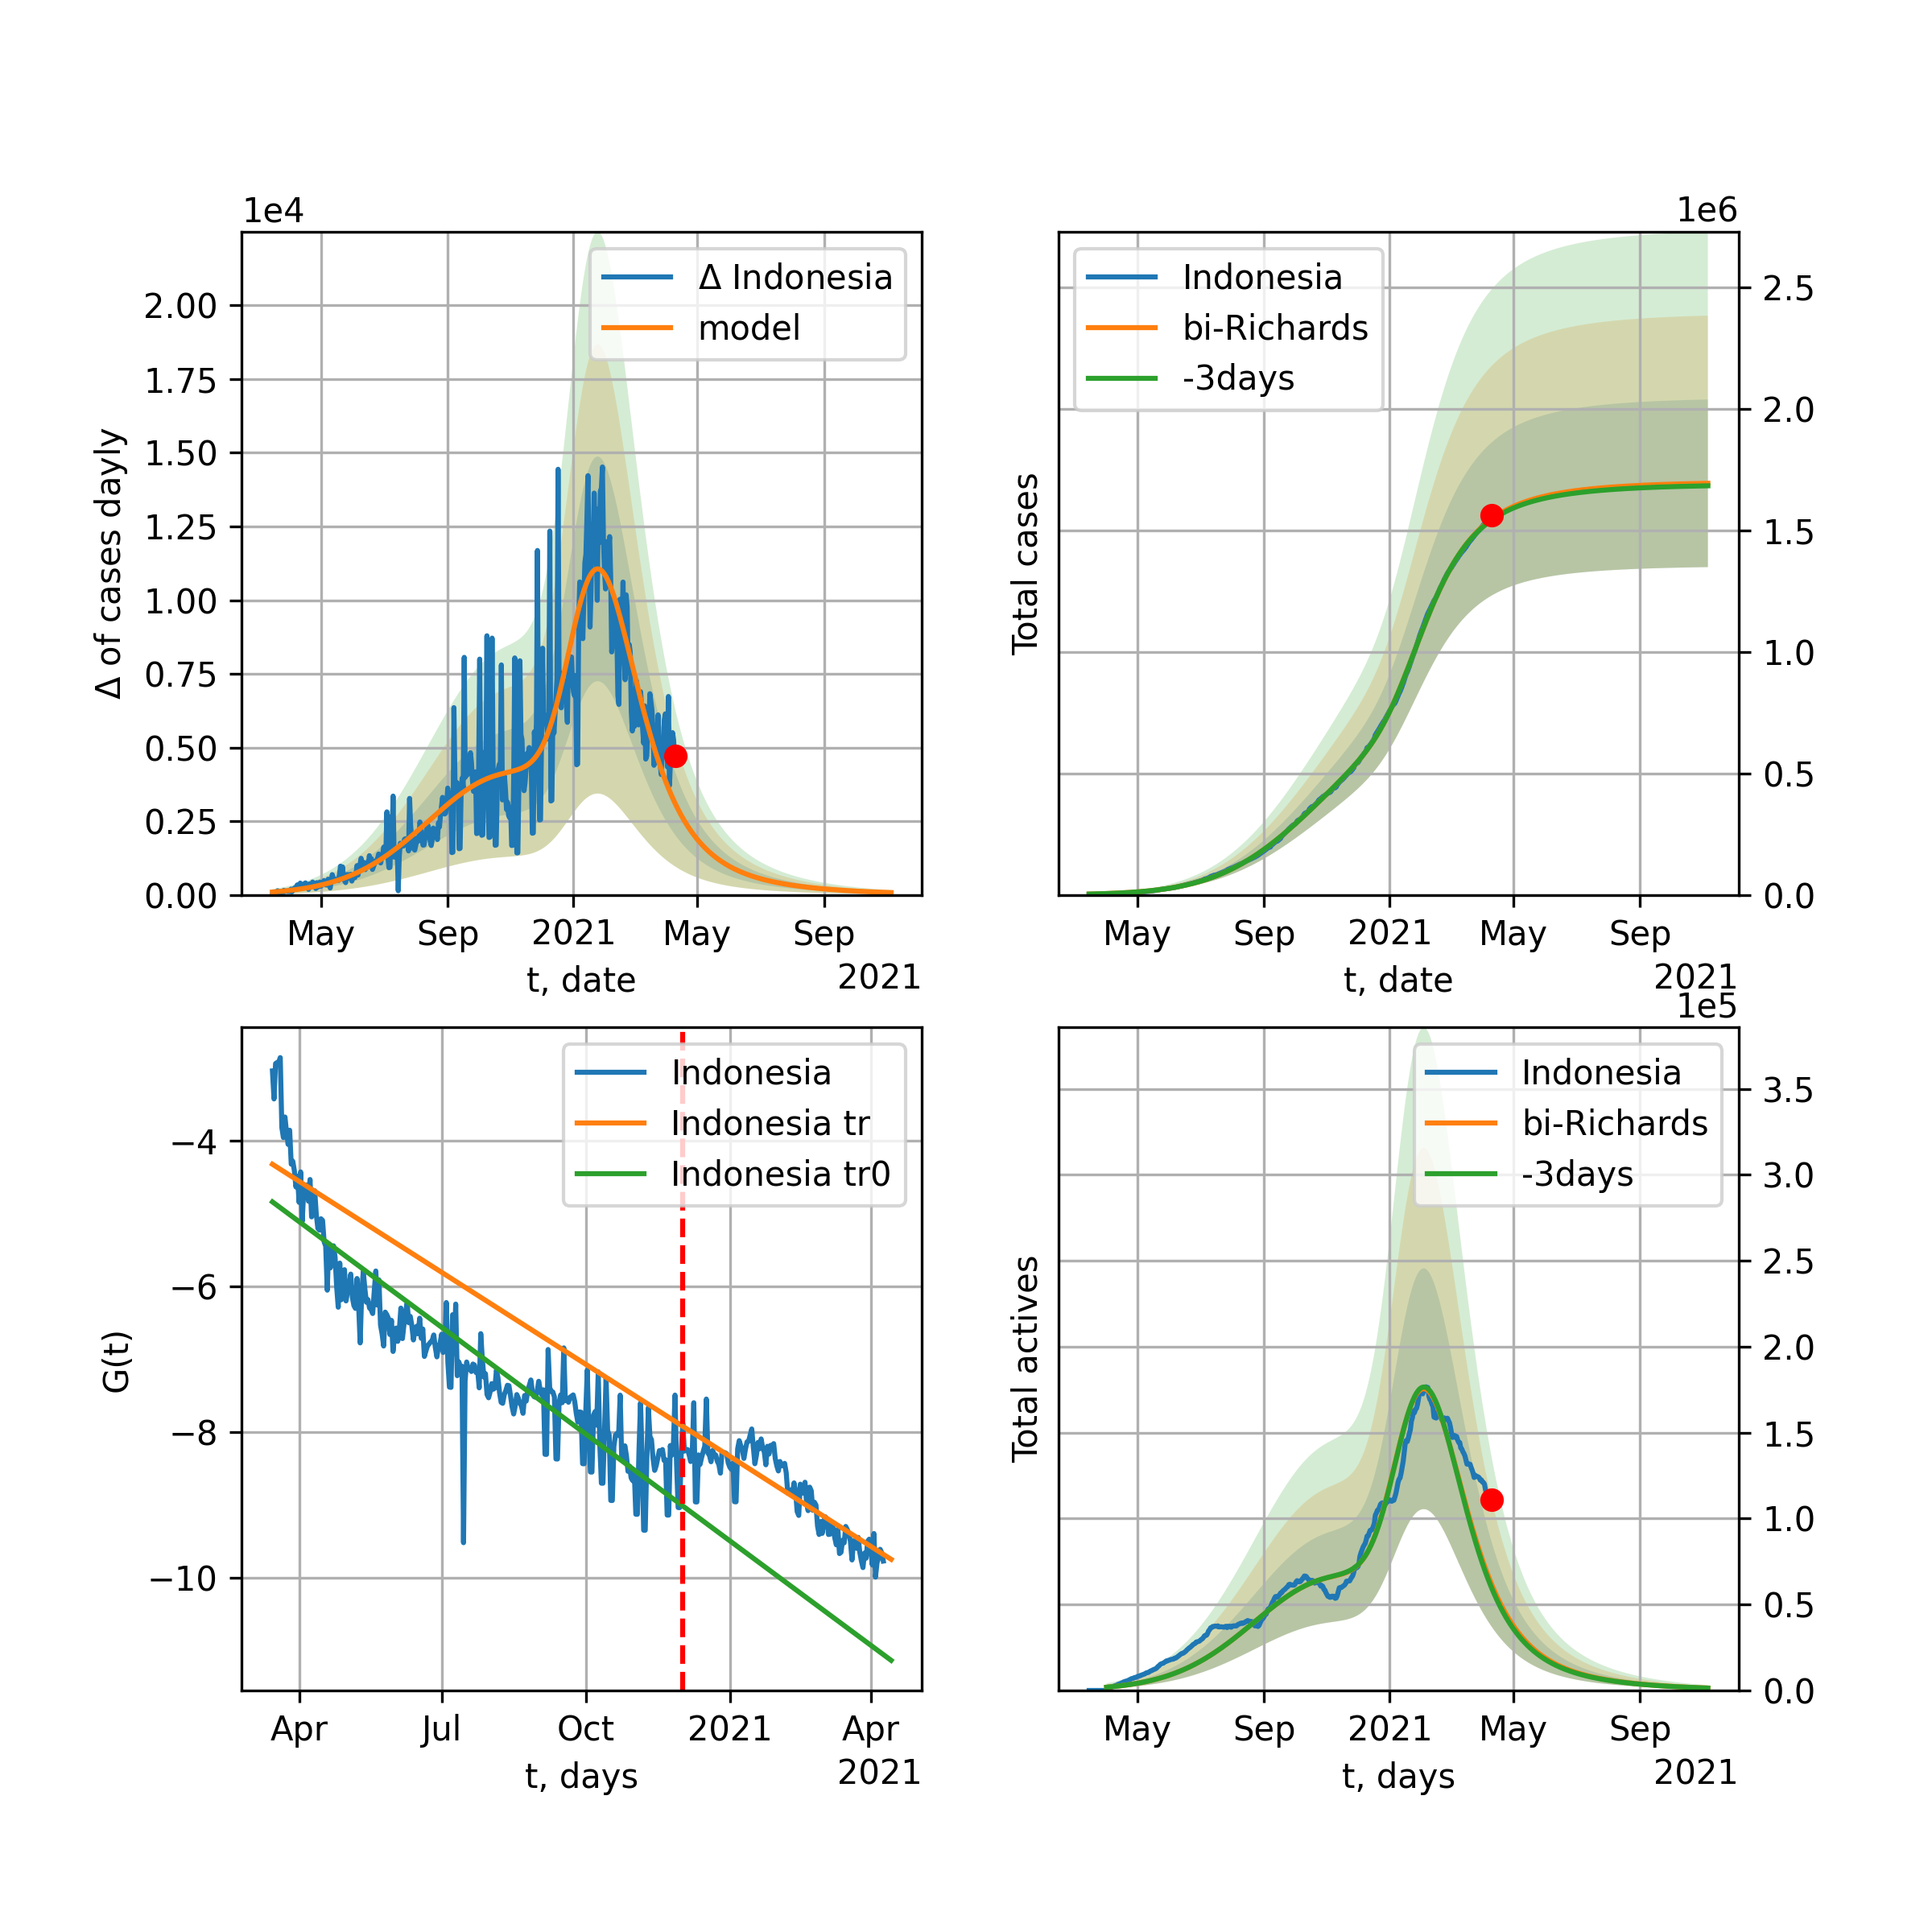 1e4
Δ Indonesia
model
2.00
1.75
1.50
1.25
1.00
0.75
0.50
0.25
0.00
Δ of cases dayly
May Sep 2021 May Sep
t, date
2021
1e6
Indonesia
bi-Richards
-3days
2.5
2.0
1.5
1.0
0.5
0.0
Total cases
May Sep 2021 May Sep
t, date
2021
Indonesia
Indonesia tr
Indonesia tr0
−4
−6
−8
−10
G(t)
Apr Jul Oct 2021 Apr
t, days
2021
1e5
Indonesia
bi-Richards
-3days
3.5
3.0
2.5
2.0
1.5
1.0
0.5
0.0
Total actives
May Sep 2021 May Sep
t, days
2021